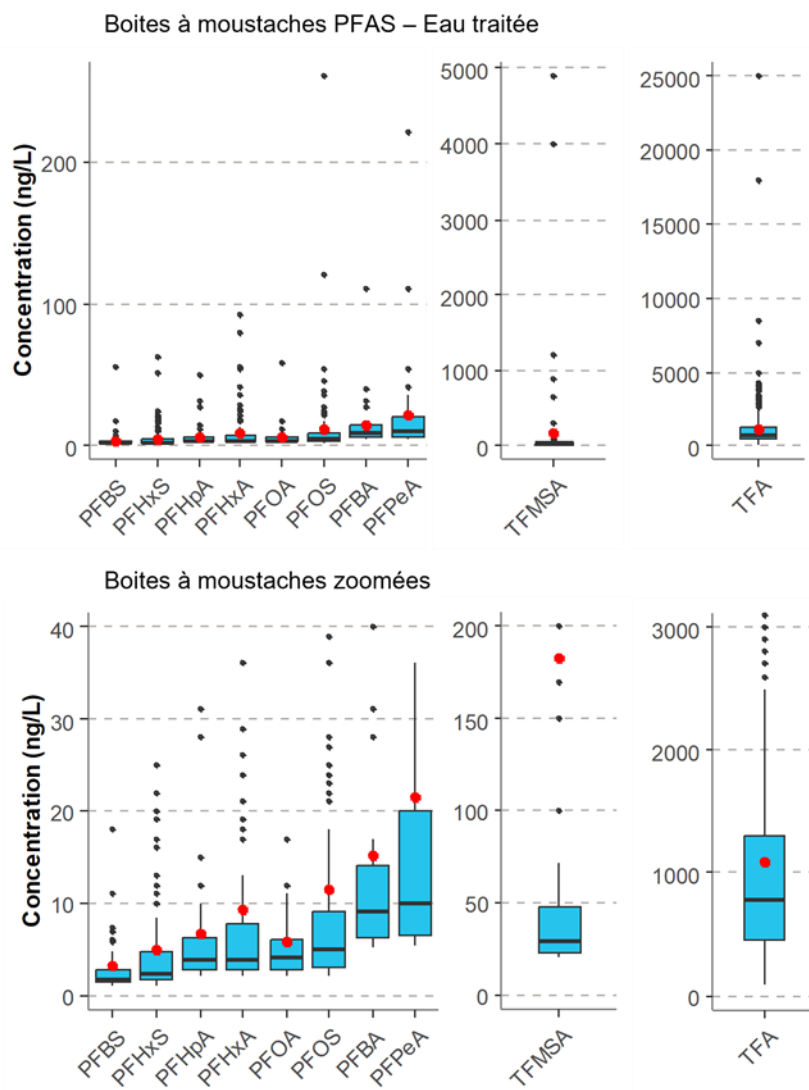 Boites à moustaches PFAS – Eau traitée
Concentration (ng/L)
200
100
0
PFBS
PFHxS
PFHpA
PFHxA
PFOA
PFOS
PFBA
PFPeA
5000
4000
3000
2000
1000
0
TFMSA
25000
20000
15000
10000
5000
0
TFA
Boites à moustaches zoomées
Concentration (ng/L)
40
30
20
10
0
PFBS
PFHxS
PFHpA
PFHxA
PFOA
PFOS
PFBA
PFPeA
200
150
100
50
0
TFMSA
3000
2000
1000
0
TFA